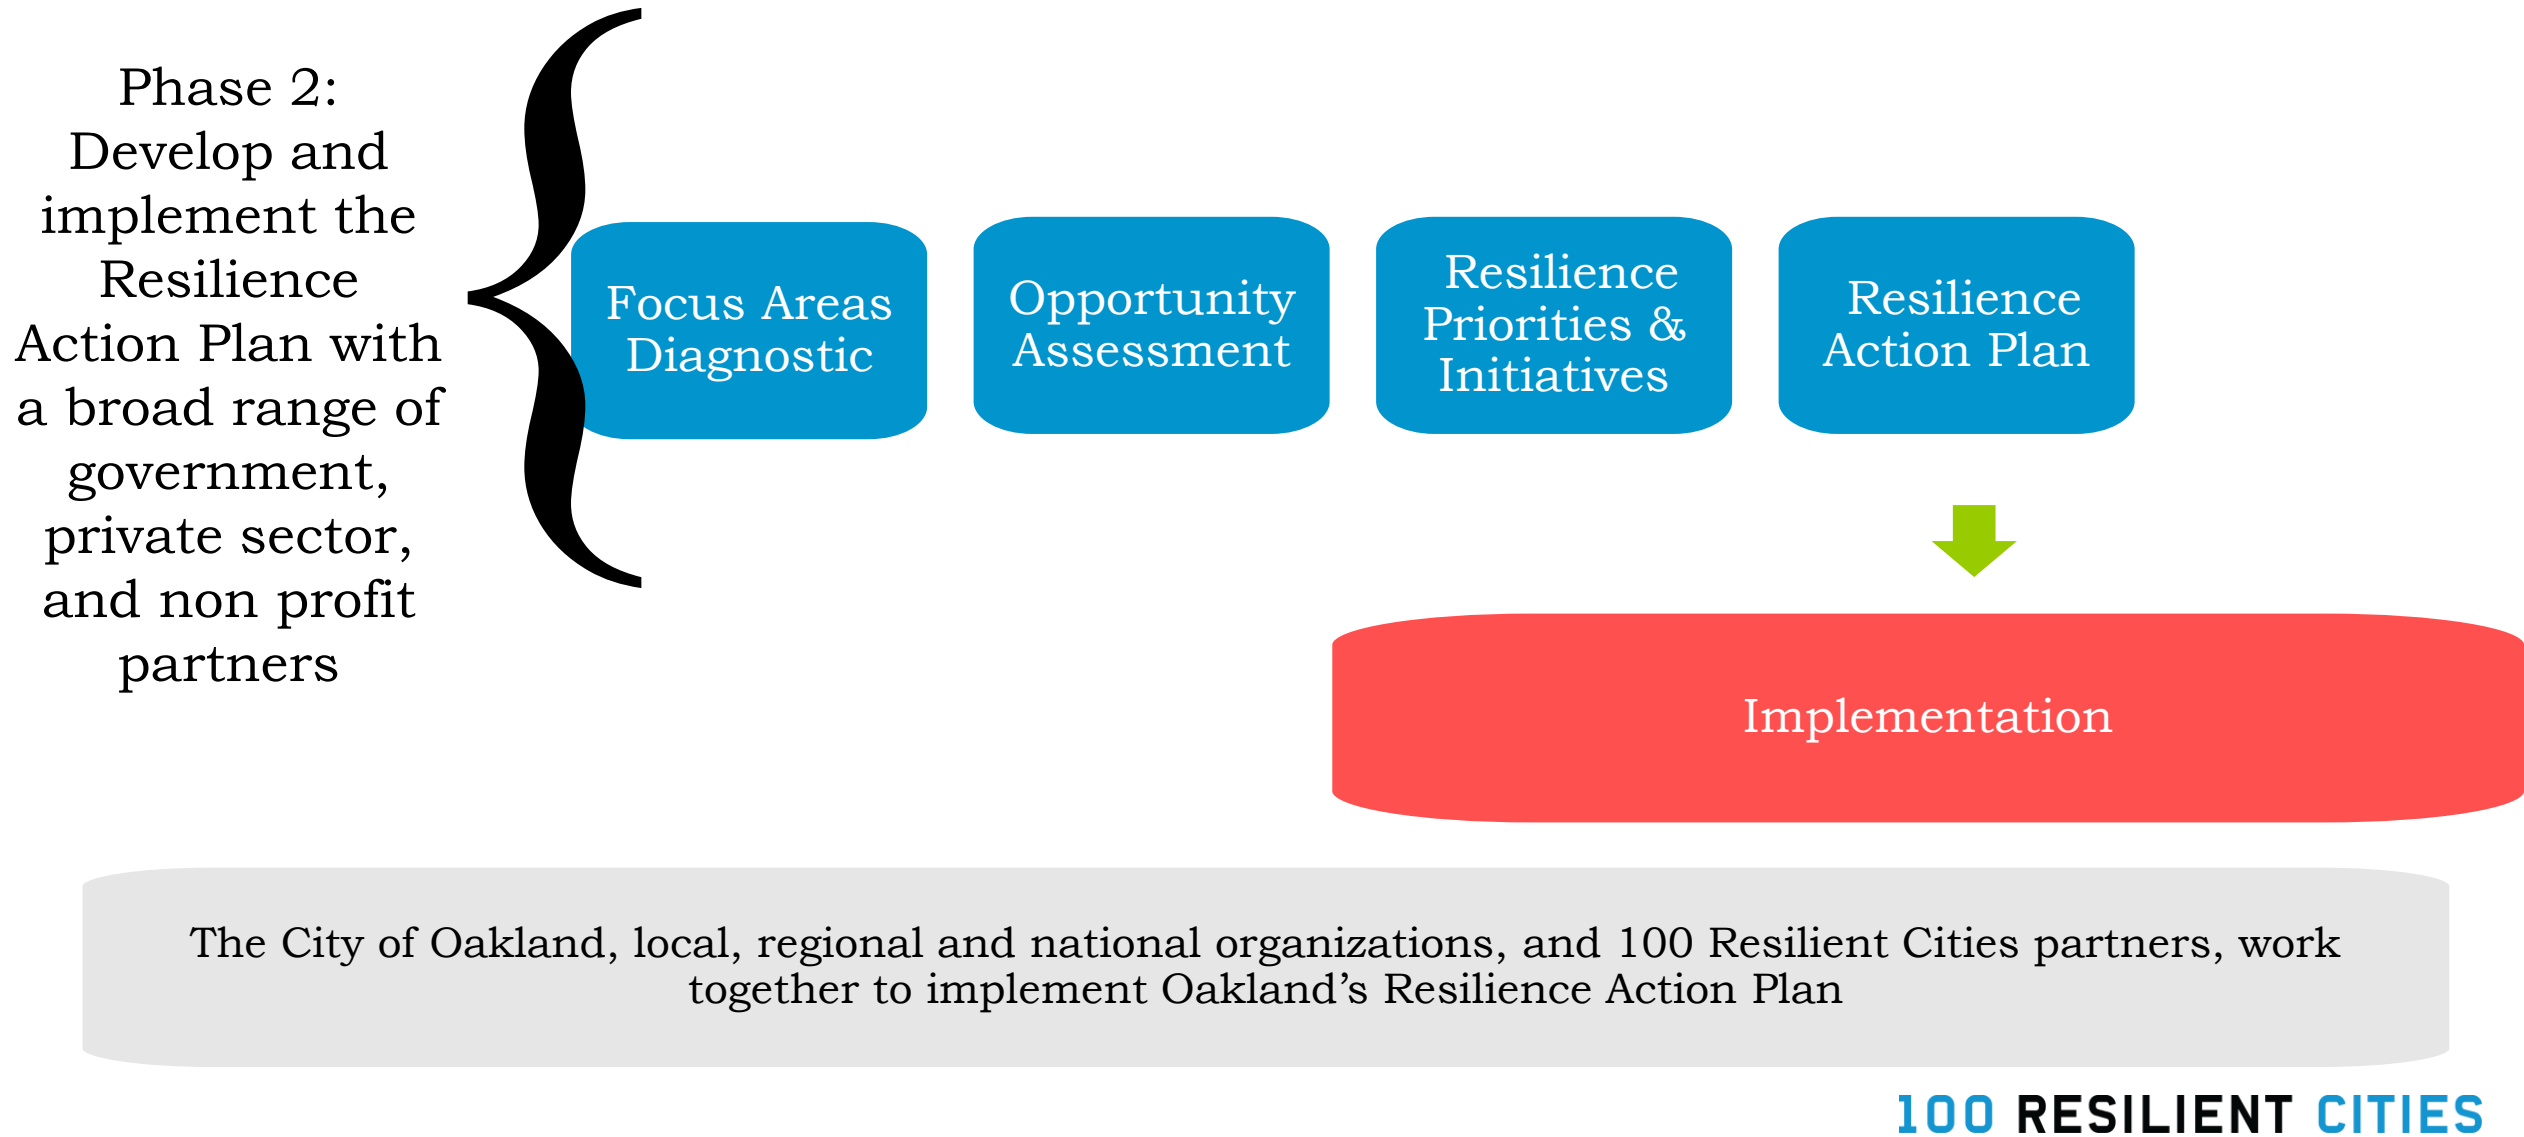 Phase 2:
Develop and
implement the
Resilience
Action Plan with
a broad range of
government,
private sector,
and non profit
partners
Focus Areas
Diagnostic
Opportunity
Assessment
Resilience
Priorities &
Initiatives
Resilience
Action Plan
Implementation
The City of Oakland, local, regional and national organizations, and 100 Resilient Cities partners, work
together to implement Oakland’s Resilience Action Plan
100 RESILIENT CITIES